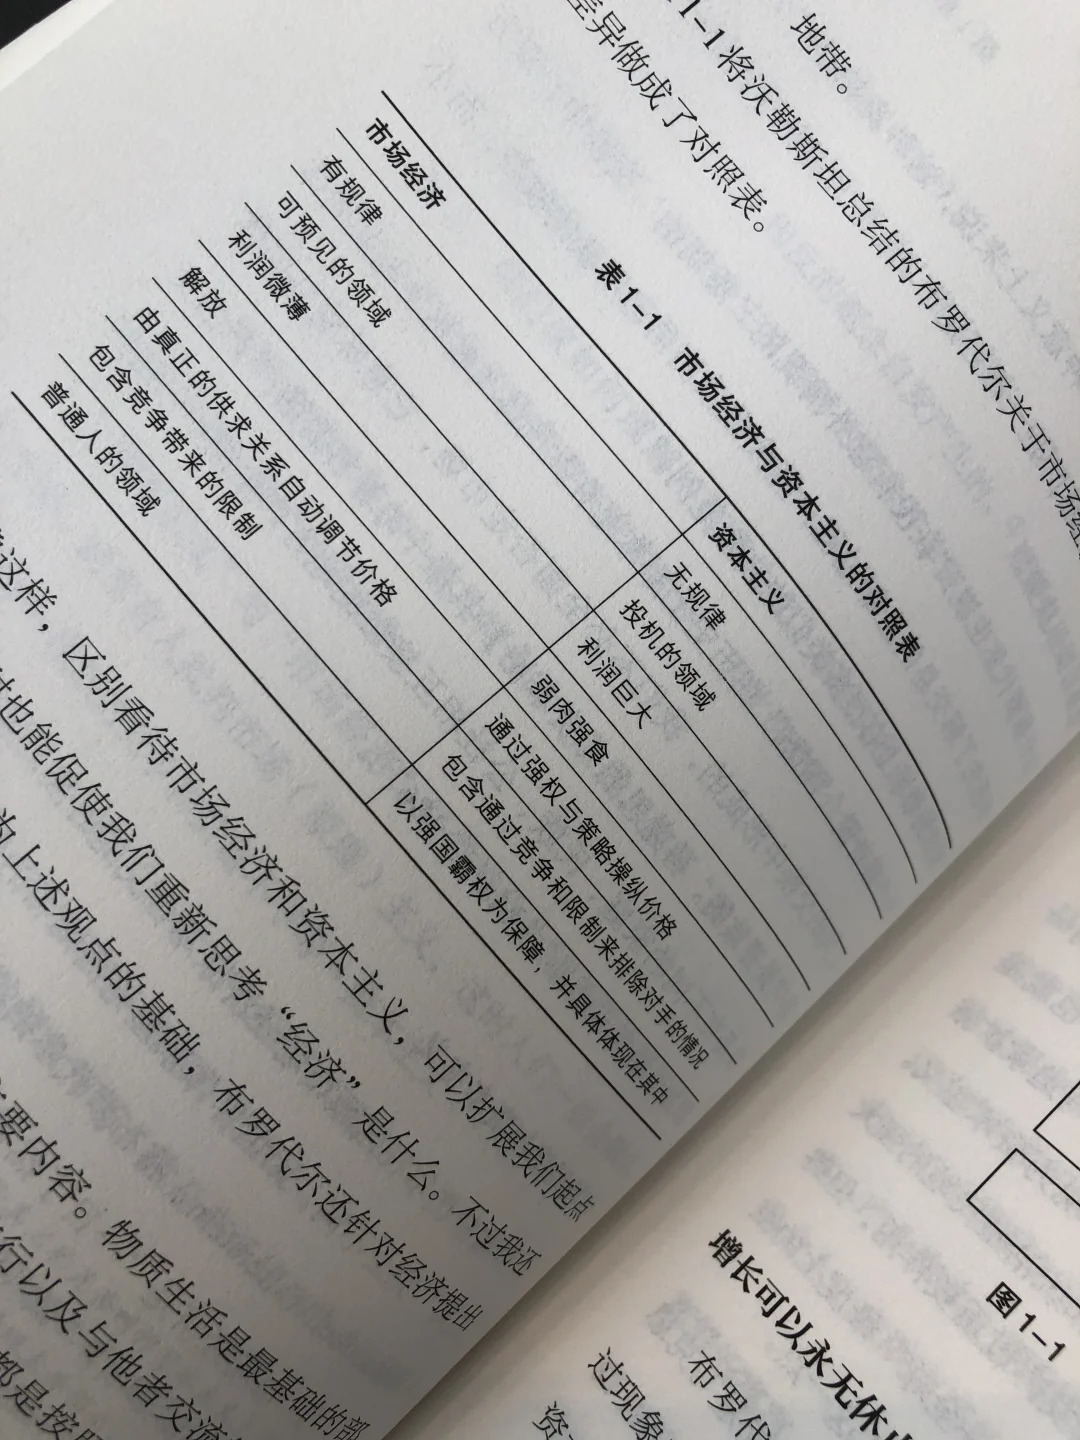 地带。
1-1 将沃勒斯坦总结的布罗代尔关于市场经
差异做成了对照表。
表 1-1 市场经济与资本主义的对照表
市场经济 资本主义
有规律 无规律
可预见的领域 投机的领域
利润微薄 利润巨大
解放 弱肉强食
由真正的供求关系自动调节价格 通过强权与策略操纵价格
包含竞争带来的限制 包含通过竞争和限制来排除对手的情况
普通人的领域 以强国霸权为保障，并具体体现在其中
这样，区别看待市场经济和资本主义，可以扩展我们起点
也能促使我们重新思考“经济”是什么。不过我还
上述观点的基础，布罗代尔还针对经济提出
要内容。物质生活是最基础的部
行以及与他者交流
都是按
图 1-1
增长可以永无休
布罗代
过现象
资